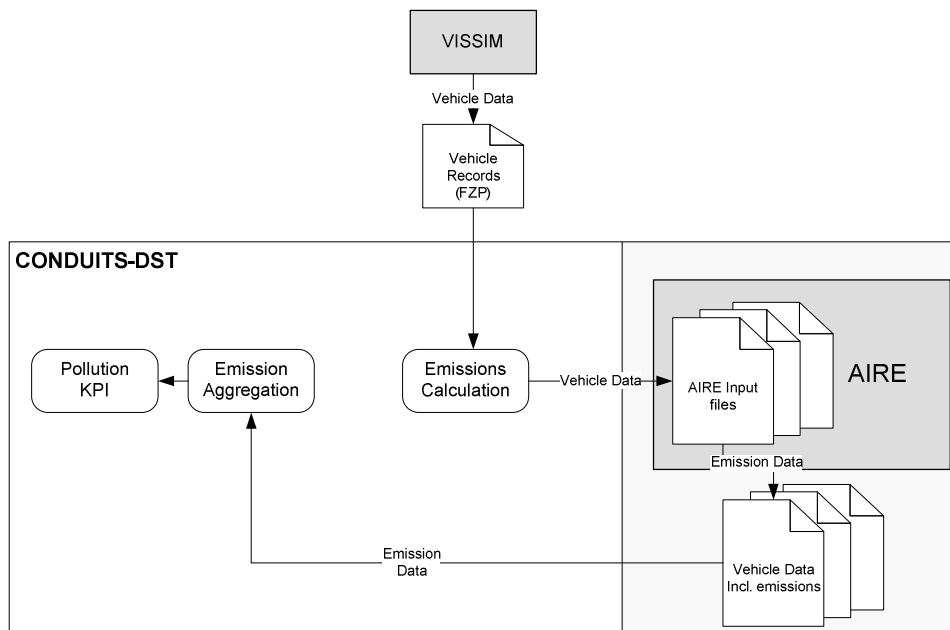 VISSIM
Vehicle Data
Vehicle
Records
(FZP)
CONDUITS-DST
Pollution
KPI
Emission
Aggregation
Emissions
Calculation
Vehicle Data
AIRE Input
files
AIRE
Emission Data
Emission
Data
Vehicle Data
Incl. emissions